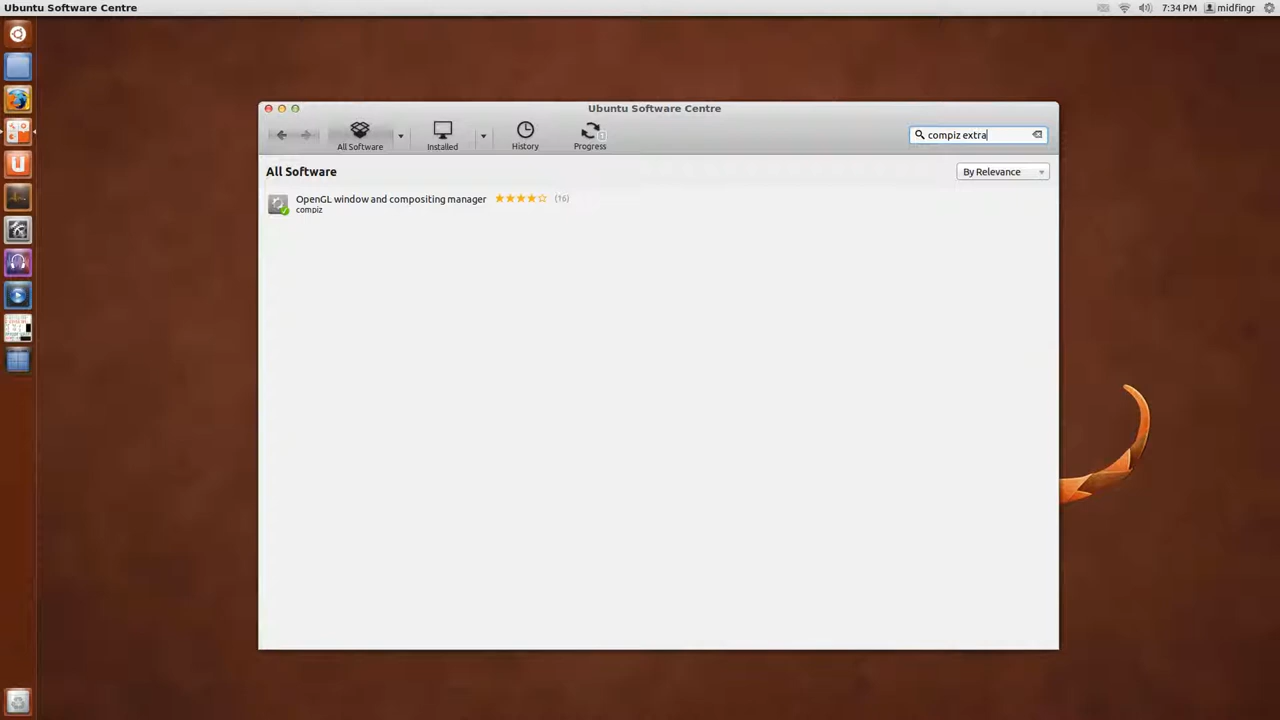 Ubuntu Software Centre
7:34 PM midfingr
Ubuntu Software Centre
All Software Installed History Progress
compiz extra
All Software
By Relevance
OpenGL window and compositing manager (16)
compiz